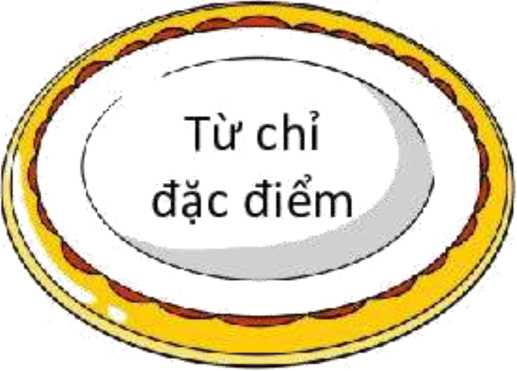 Từ chỉ
đặc điểm